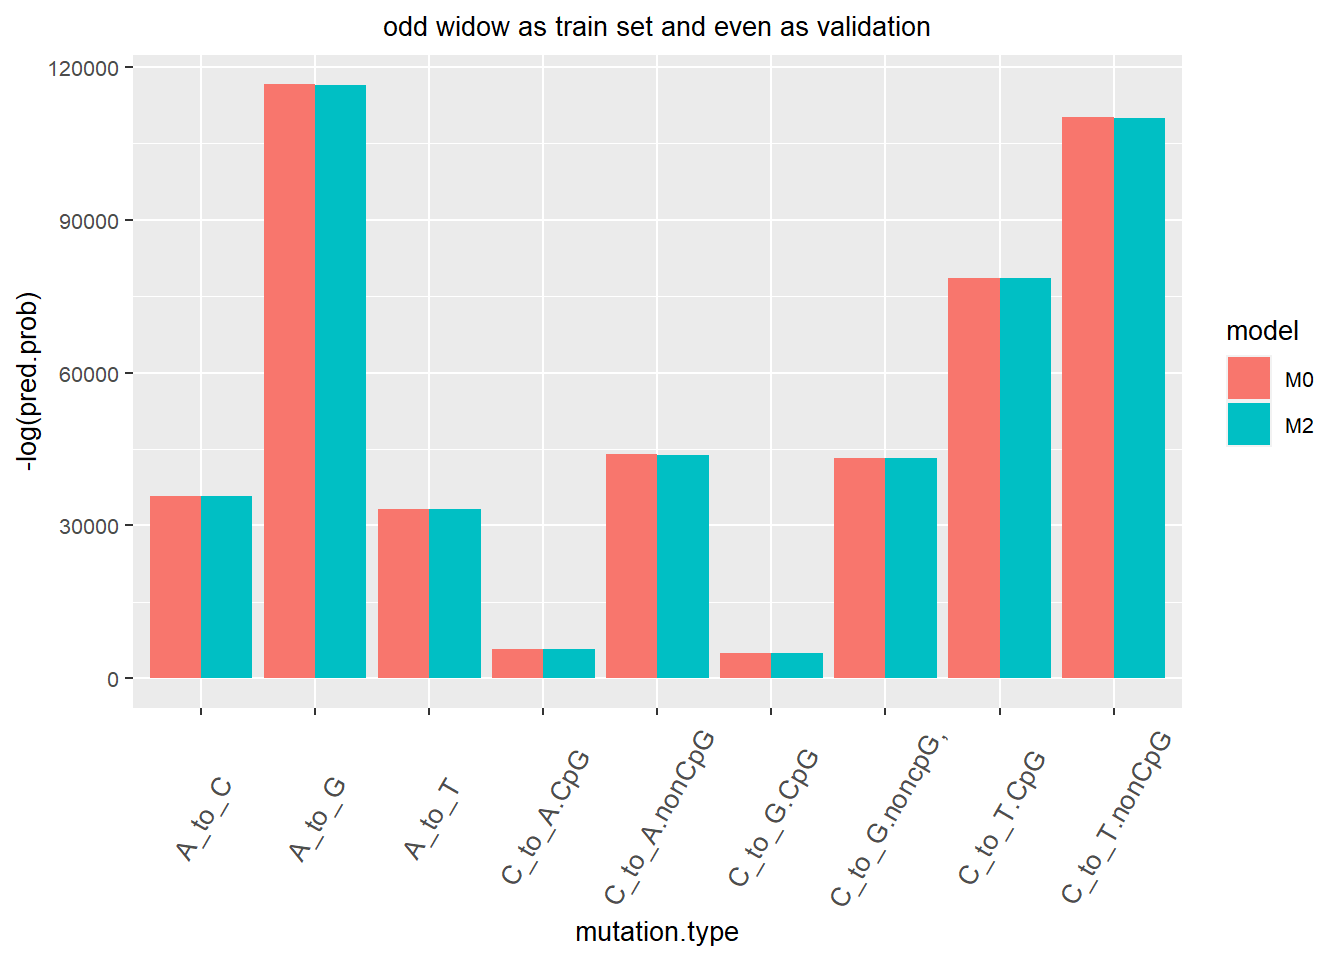 odd widow as train set and even as validation
120000
90000
60000
30000
0
-log(pred.prob)
A_to_C
A_to_G
A_to_T
C_to_A.CpG
C_to_A.nonCpG
C_to_G.CpG
C_to_G.noncpG,
C_to_T.CpG
C_to_T.nonCpG
mutation.type
model
M0
M2